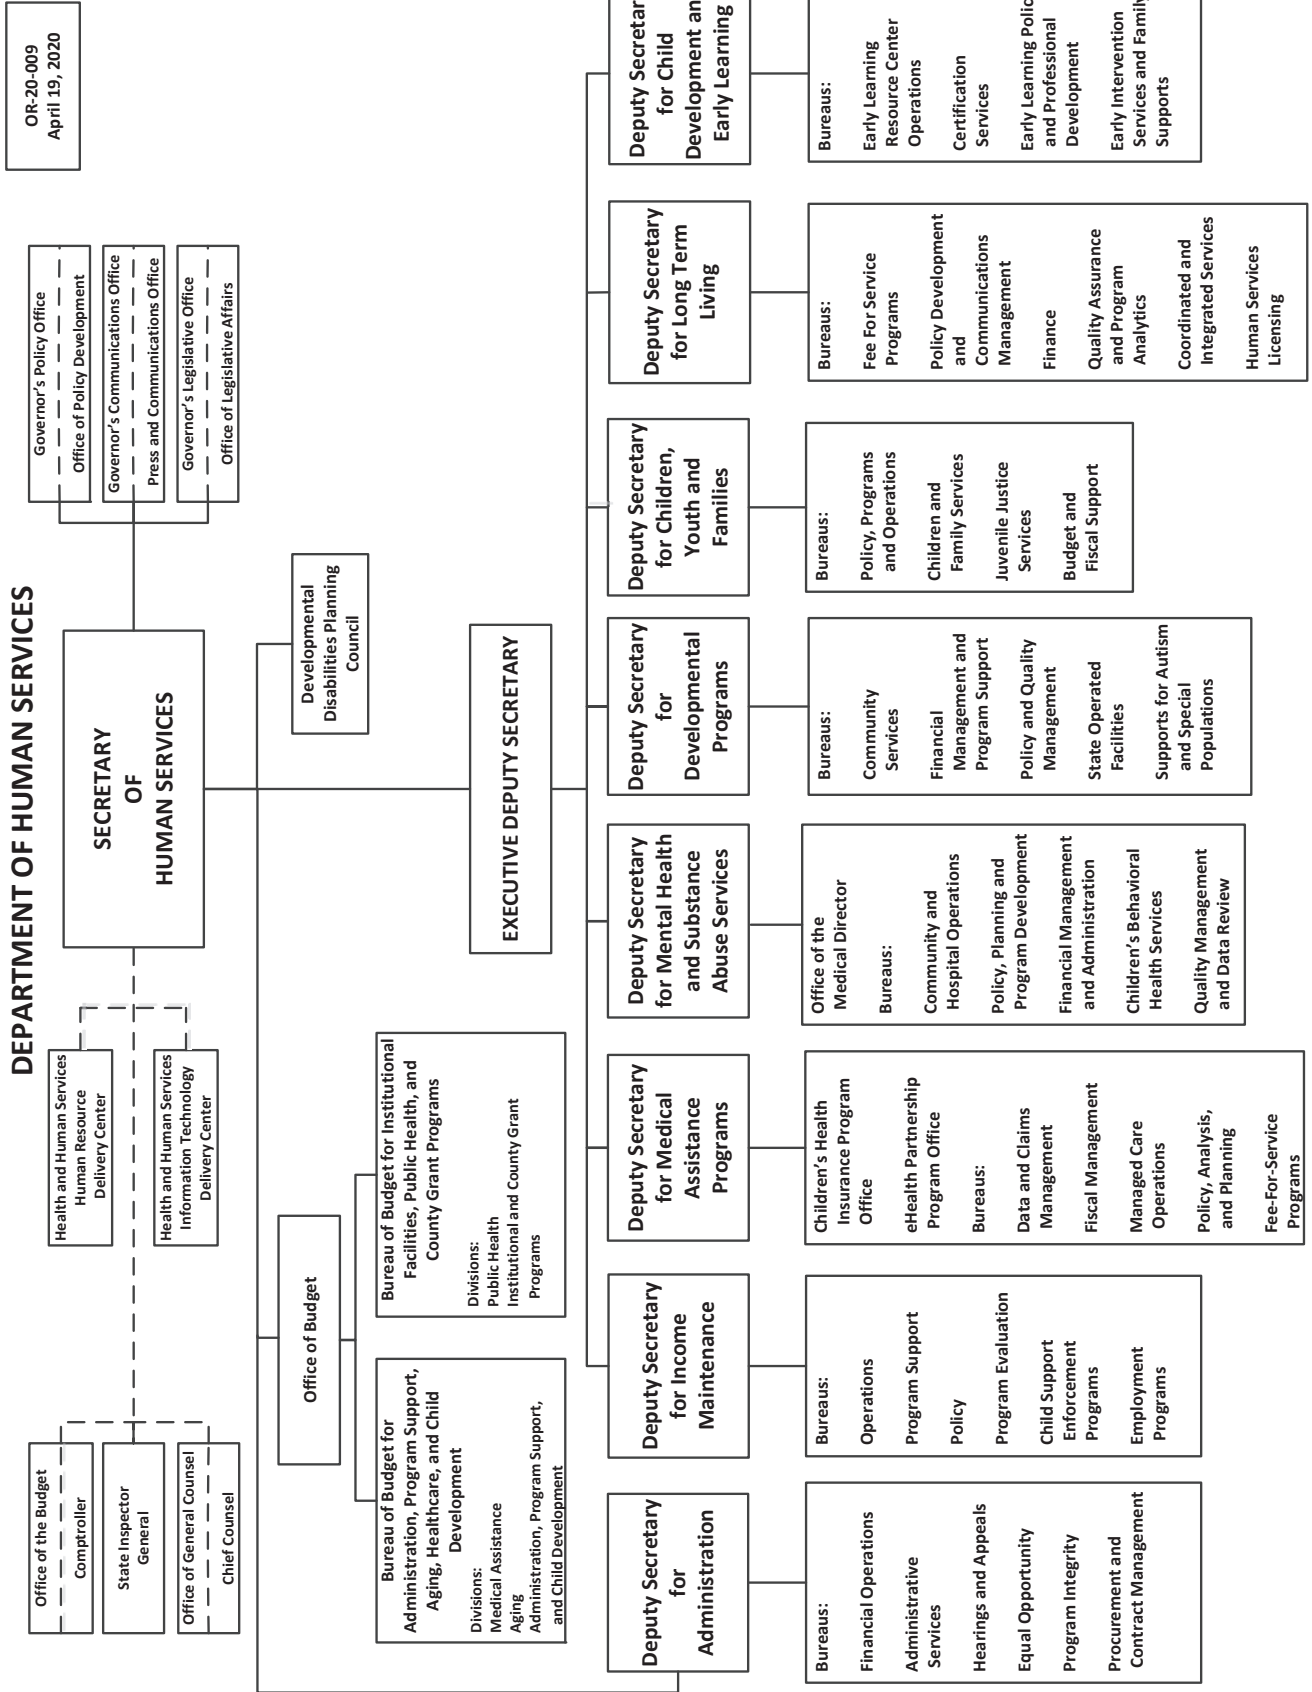 OR-20-009
April 19, 2020
DEPARTMENT OF HUMAN SERVICES
Office of the Budget
Comptroller
State Inspector
General
Office of General Counsel
Chief Counsel
Health and Human Services
Human Resource
Delivery Center
Health and Human Services
Information Technology
Delivery Center
SECRETARY
OF
HUMAN SERVICES
Governor's Policy Office
Office of Policy Development
Governor's Communications Office
Press and Communications Office
Governor's Legislative Office
Office of Legislative Affairs
Developmental
Disabilities Planning
Council
Office of Budget
Bureau of Budget for
Administration, Program Support,
Aging, Healthcare, and Child
Development
Divisions:
Medical Assistance
Aging
Administration, Program Support,
and Child Development
Bureau of Budget for Institutional
Facilities, Public Health, and
County Grant Programs
Divisions:
Public Health
Institutional and County Grant
Programs
EXECUTIVE DEPUTY SECRETARY
Deputy Secretary
for
Administration
Bureaus:
Financial Operations
Administrative
Services
Hearings and Appeals
Equal Opportunity
Program Integrity
Procurement and
Contract Management
Deputy Secretary
for Income
Maintenance
Bureaus:
Operations
Program Support
Policy
Program Evaluation
Child Support
Enforcement
Programs
Employment
Programs
Deputy Secretary
for Medical
Assistance
Programs
Children's Health
Insurance Program
Office
eHealth Partnership
Program Office
Bureaus:
Data and Claims
Management
Fiscal Management
Managed Care
Operations
Policy, Analysis,
and Planning
Fee-For-Service
Programs
Deputy Secretary
for Mental Health
and Substance
Abuse Services
Office of the
Medical Director
Bureaus:
Community and
Hospital Operations
Policy, Planning and
Program Development
Financial Management
and Administration
Children's Behavioral
Health Services
Quality Management
and Data Review
Deputy Secretary
for
Developmental
Programs
Bureaus:
Community
Services
Financial
Management and
Program Support
Policy and Quality
Management
State Operated
Facilities
Supports for Autism
and Special
Populations
Deputy Secretary
for Children,
Youth and
Families
Bureaus:
Policy, Programs
and Operations
Children and
Family Services
Juvenile Justice
Services
Budget and
Fiscal Support
Deputy Secretary
for Long Term
Living
Bureaus:
Fee For Service
Programs
Policy Development
and
Communications
Management
Finance
Quality Assurance
and Program
Analytics
Coordinated and
Integrated Services
Human Services
Licensing
Deputy Secretar
for Child
Development an
Early Learning
Bureaus:
Early Learning
Resource Center
Operations
Certification
Services
Early Learning Polic
and Professional
Development
Early Intervention
Services and Family
Supports